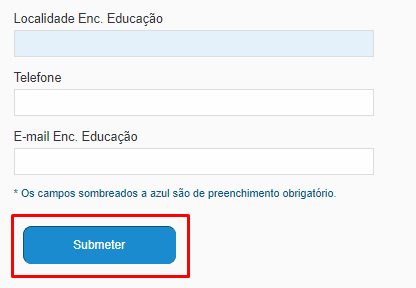 Localidade Enc. Educação
Telefone
E-mail Enc. Educação
* Os campos sombreados a azul são de preenchimento obrigatório.
Submeter